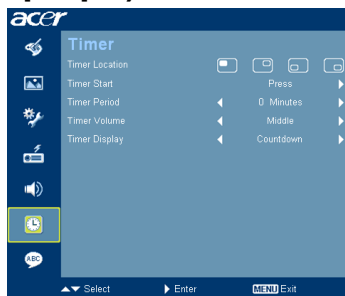 acer
Timer
Timer Location
Timer Start Press
Timer Period 0 Minutes
Timer Volume Middle
Timer Display Countdown
ABC
Select Enter MENU Exit